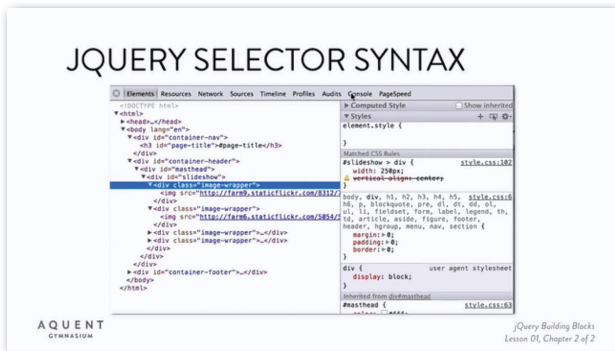 JQUERY SELECTOR SYNTAX
Elements Resources Network Sources Timeline Profiles Audits Console PageSpeed
<!DOCTYPE html>
<html>
<head>…</head>
<body lang="en">
<div id="container-nav">
<h3 id="page-title">#page-title</h3>
</div>
<div id="container-header">
<div id="masthead">
<div id="slideshow">
<div class="image-wrapper">
<img src="http://farm9.staticflickr.com/8312/
</div>
<div class="image-wrapper">
<img src="http://farm6.staticflickr.com/5054/
</div>
<div class="image-wrapper">…</div>
<div class="image-wrapper">…</div>
</div>
</div>
</div>
<div id="container-footer">…</div>
</body>
</html>
Computed Style Show inherited
Styles
element.style {
}
Matched CSS Rules
#slideshow > div { style.css:102
width: 250px;
vertical-align: center;
}
body, div, h1, h2, h3, h4, h5, style.css:6
h6, p, blockquote, pre, dl, dt, dd, ol,
ul, li, fieldset, form, label, legend, th,
td, article, aside, figure, footer,
header, hgroup, menu, nav, section {
margin: 0;
padding: 0;
border: 0;
}
div { user agent stylesheet
display: block;
}
Inherited from div#masthead
#masthead { style.css:63
AQUENT
GYMNASIUM
jQuery Building Blocks
Lesson 01, Chapter 2 of 2